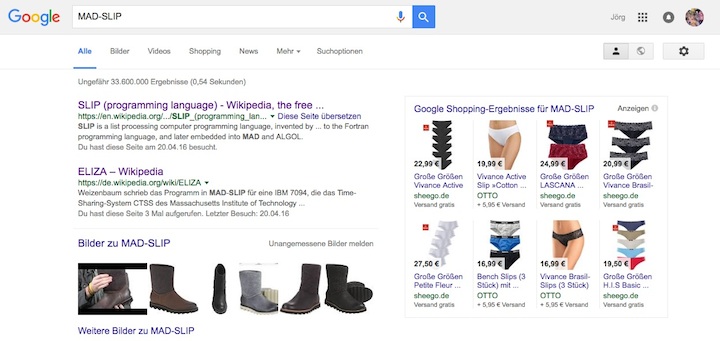 Google
MAD-SLIP
Jörg
Alle Bilder Videos Shopping News Mehr Suchoptionen
Ungefähr 33.600.000 Ergebnisse (0,54 Sekunden)
SLIP (programming language) - Wikipedia, the free ...
https://en.wikipedia.org/.../SLIP_(programming_lan... Diese Seite übersetzen
SLIP is a list processing computer programming language, invented by ... to the Fortran
programming language, and later embedded into MAD and ALGOL.
Du hast diese Seite am 20.04.16 besucht.
ELIZA – Wikipedia
https://de.wikipedia.org/wiki/ELIZA
Weizenbaum schrieb das Programm in MAD-SLIP für eine IBM 7094, die das Time-
Sharing-System CTSS des Massachusetts Institute of Technology ...
Du hast diese Seite 3 Mal aufgerufen. Letzter Besuch: 20.04.16
Bilder zu MAD-SLIP Unangemessene Bilder melden
Weitere Bilder zu MAD-SLIP
Google Shopping-Ergebnisse für MAD-SLIP Anzeigen
22,99 € 19,99 € 24,99 € 20,99 €
Große Größen Vivance Active Große Größen Große Größen
Vivance Active Slip »Cotton ... LASCANA ... Vivance Brasil-
sheego.de OTTO sheego.de sheego.de
Versand gratis + 5,95 € Versand Versand gratis Versand gratis
27,50 € 16,99 € 16,99 € 19,50 €
Große Größen Bench Slips (3 Vivance Brasil- Große Größen
Petite Fleur ... Stück) mit ... Slips (3 Stück) H.I.S Basic ...
sheego.de OTTO OTTO sheego.de
Versand gratis + 5,95 € Versand + 5,95 € Versand Versand gratis